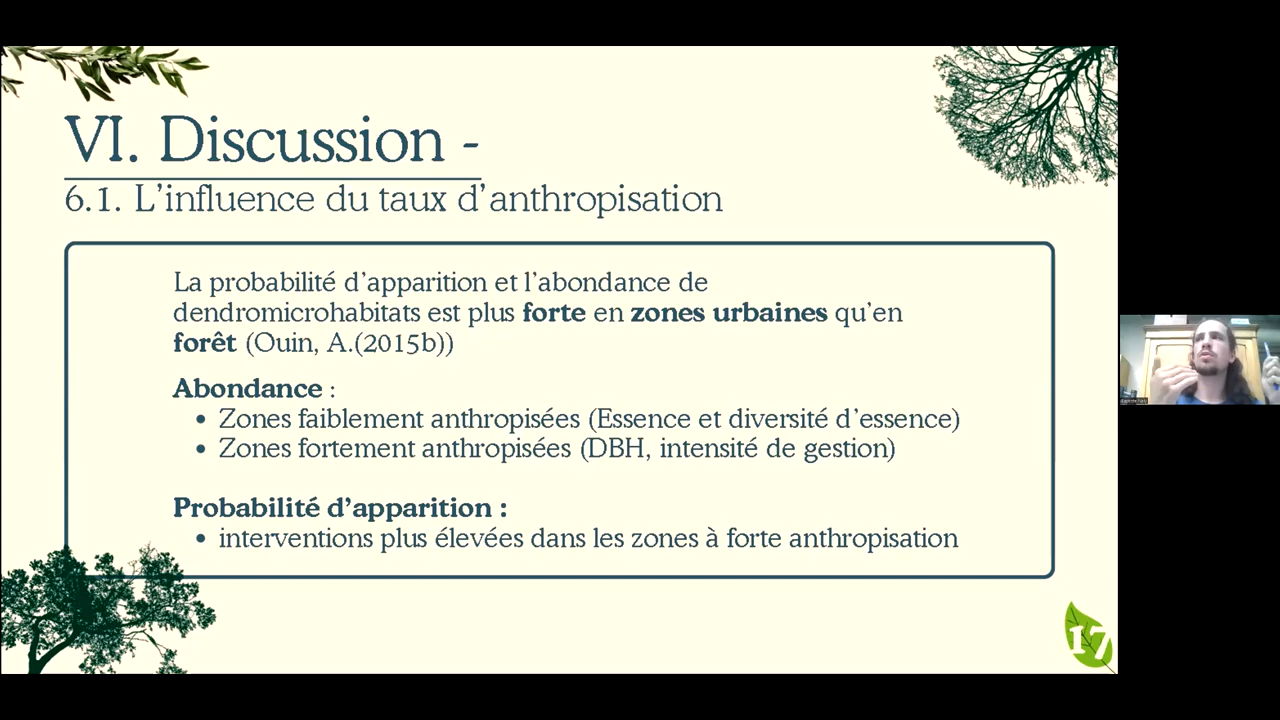 VI. Discussion -
6.1. L'influence du taux d'anthropisation
La probabilité d'apparition et l'abondance de
dendromicrohabitats est plus forte en zones urbaines qu'en
forêt (Ouin, A.(2015b))
Abondance :
• Zones faiblement anthropisées (Essence et diversité d'essence)
• Zones fortement anthropisées (DBH, intensité de gestion)
Probabilité d'apparition :
• interventions plus élevées dans les zones à forte anthropisation
17